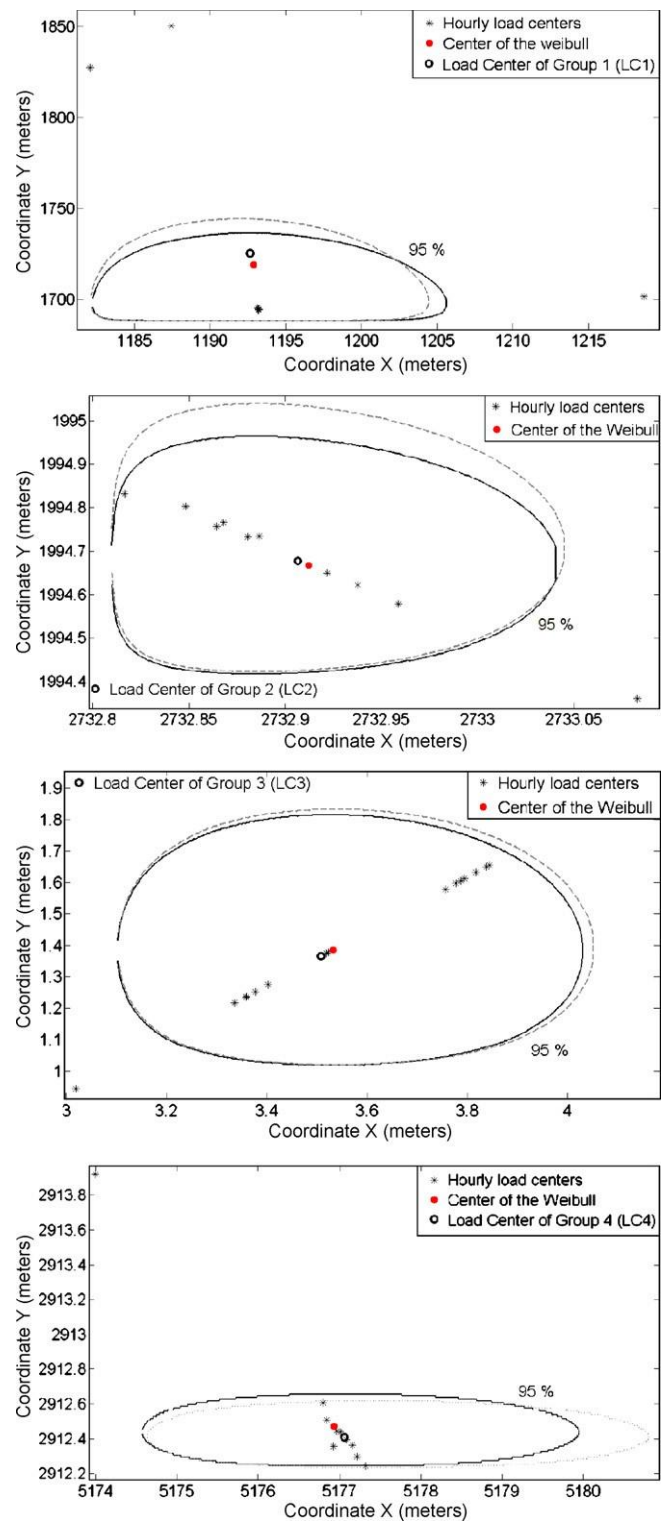 1850
1800
1750
1700
Coordinate Y (meters)
Hourly load centers
Center of the weibull
Load Center of Group 1 (LC1)
95 %
1185 1190 1195 1200 1205 1210 1215
Coordinate X (meters)
1995
1994.9
1994.8
1994.7
1994.6
1994.5
1994.4
Coordinate Y (meters)
Hourly load centers
Center of the Weibull
95 %
Load Center of Group 2 (LC2)
2732.8 2732.85 2732.9 2732.95 2733 2733.05
Coordinate X (meters)
1.9
1.8
1.7
1.6
1.5
1.4
1.3
1.2
1.1
1
Coordinate Y (meters)
Load Center of Group 3 (LC3)
Hourly load centers
Center of the Weibull
95 %
3 3.2 3.4 3.6 3.8 4
Coordinate X (meters)
2913.8
2913.6
2913.4
2913.2
2913
2912.8
2912.6
2912.4
2912.2
Coordinate Y (meters)
Hourly load centers
Center of the Weibull
Load Center of Group 4 (LC4)
95 %
5174 5175 5176 5177 5178 5179 5180
Coordinate X (meters)